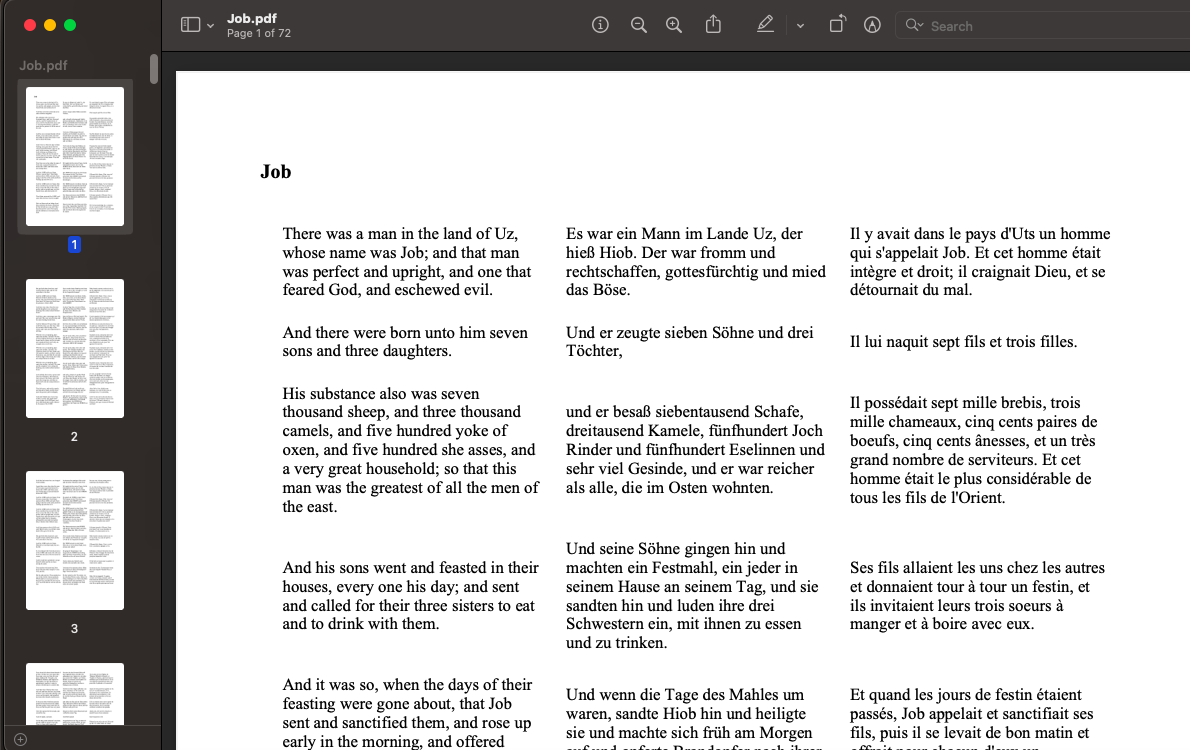 Job.pdf
Page 1 of 72
Search
Job.pdf
1
2
3
Job
There was a man in the land of Uz,
whose name was Job; and that man
was perfect and upright, and one that
feared God, and eschewed evil.
And there were born unto him seven
sons and three daughters.
His substance also was seven
thousand sheep, and three thousand
camels, and five hundred yoke of
oxen, and five hundred she asses, and
a very great household; so that this
man was the greatest of all the men of
the east.
And his sons went and feasted in their
houses, every one his day; and sent
and called for their three sisters to eat
and to drink with them.
And it was so, when the days of their
feasting were gone about, that Job
sent and sanctified them, and rose up
early in the morning, and offered
Es war ein Mann im Lande Uz, der
hieß Hiob. Der war fromm und
rechtschaffen, gottesfürchtig und mied
das Böse.
Und er zeugte sieben Söhne und drei
Töchter,
und er besaß siebentausend Schafe,
dreitausend Kamele, fünfhundert Joch
Rinder und fünfhundert Eselinnen und
sehr viel Gesinde, und er war reicher
als alle, die im Osten wohnten.
Und seine Söhne gingen hin und
machten ein Festmahl, ein jeder in
seinem Hause an seinem Tag, und sie
sandten hin und luden ihre drei
Schwestern ein, mit ihnen zu essen
und zu trinken.
Und wenn die Tage des Mahles um
waren, sandte Hiob hin und heiligte
sie und machte sich früh am Morgen
auf und opferte Brandopfer nach ihrer
Il y avait dans le pays d'Uts un homme
qui s'appelait Job. Et cet homme était
intègre et droit; il craignait Dieu, et se
détournait du mal.
Il lui naquit sept fils et trois filles.
Il possédait sept mille brebis, trois
mille chameaux, cinq cents paires de
boeufs, cinq cents ânesses, et un très
grand nombre de serviteurs. Et cet
homme était le plus considérable de
tous les fils de l'Orient.
Ses fils allaient les uns chez les autres
et donnaient tour à tour un festin, et
ils invitaient leurs trois soeurs à
manger et à boire avec eux.
Et quand les jours de festin étaient
passés, Job appelait et sanctifiait ses
fils, puis il se levait de bon matin et
offrait pour chacun d'eux un